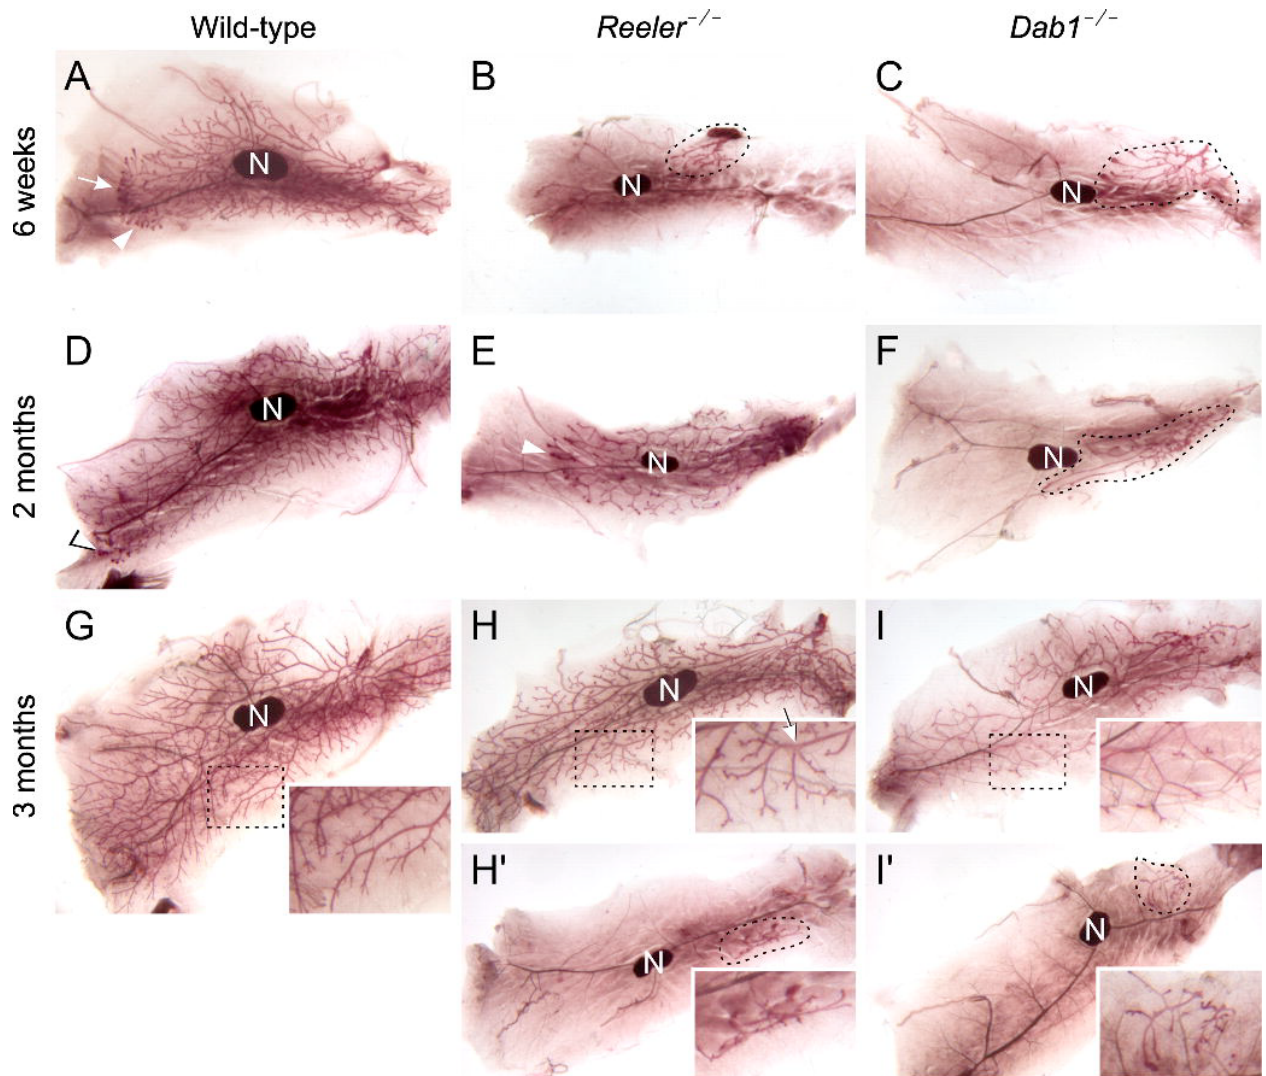 Wild-type
Reeler⁻/⁻
Dab1⁻/⁻
6 weeks
A
N
B
N
C
N
2 months
D
N
E
N
F
N
3 months
G
N
H
N
I
N
H'
N
I'
N